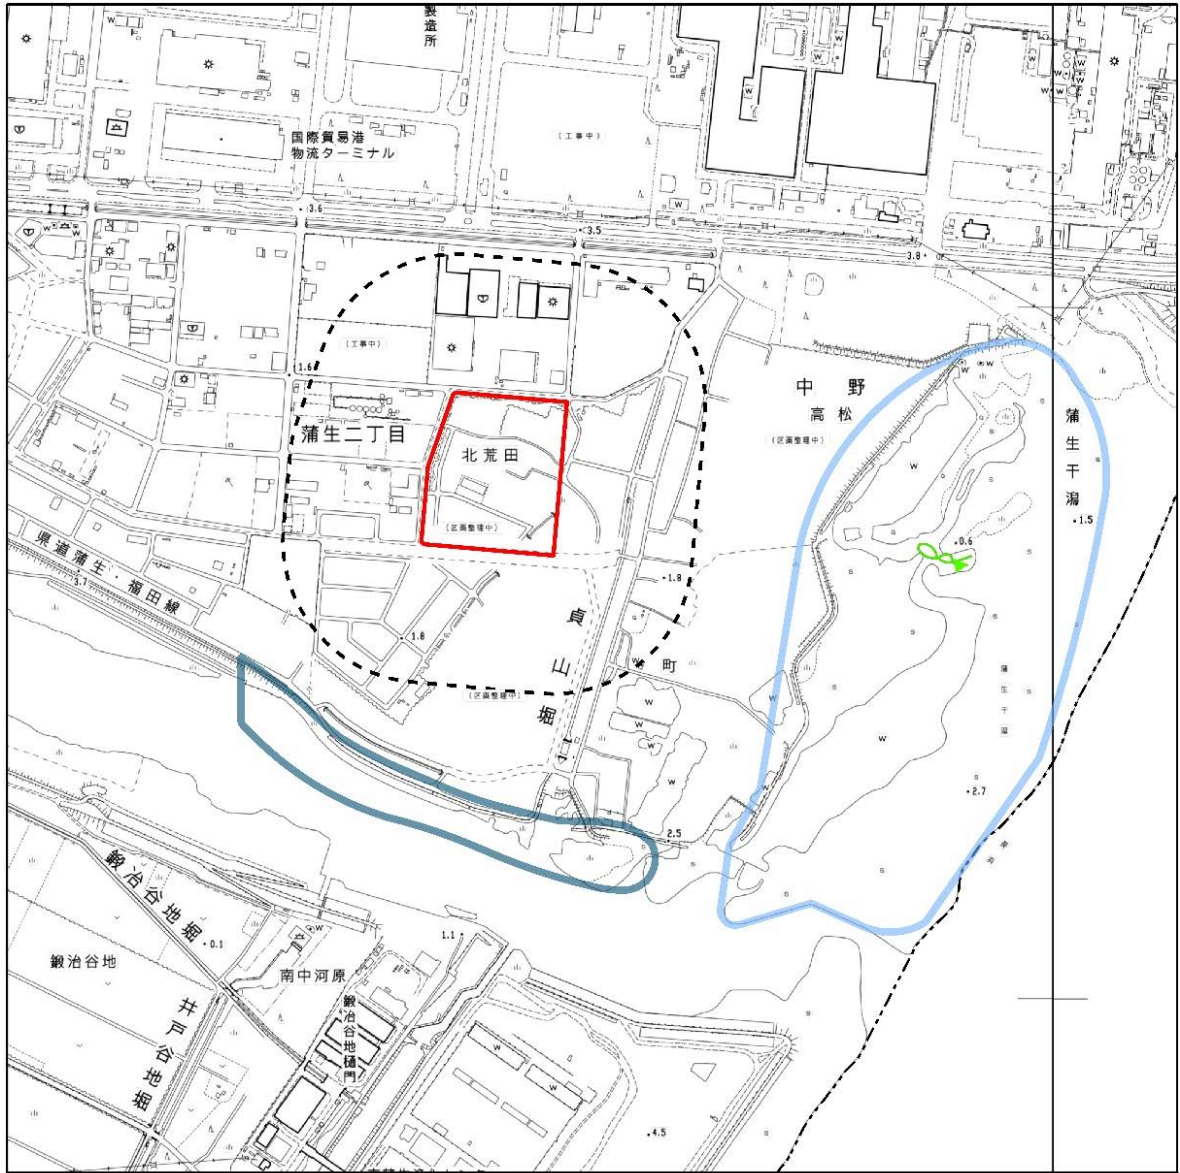 製造所
国際貿易港
物流ターミナル
(工事中)
3.6
3.5
3.8
(工事中)
1.6
蒲生二丁目
北荒田
(区画整理中)
中野
高松
(区画整理中)
蒲生干潟
1.5
0.6
県道蒲生・福田線
3.7
1.8
1.8
貞山堀
町
(区画整理中)
蒲生干潟
2.7
2.5
鍛冶谷地堀
0.1
鍛冶谷地
南中河原
1.1
鍛冶谷地樋門
井戸谷地堀
4.5